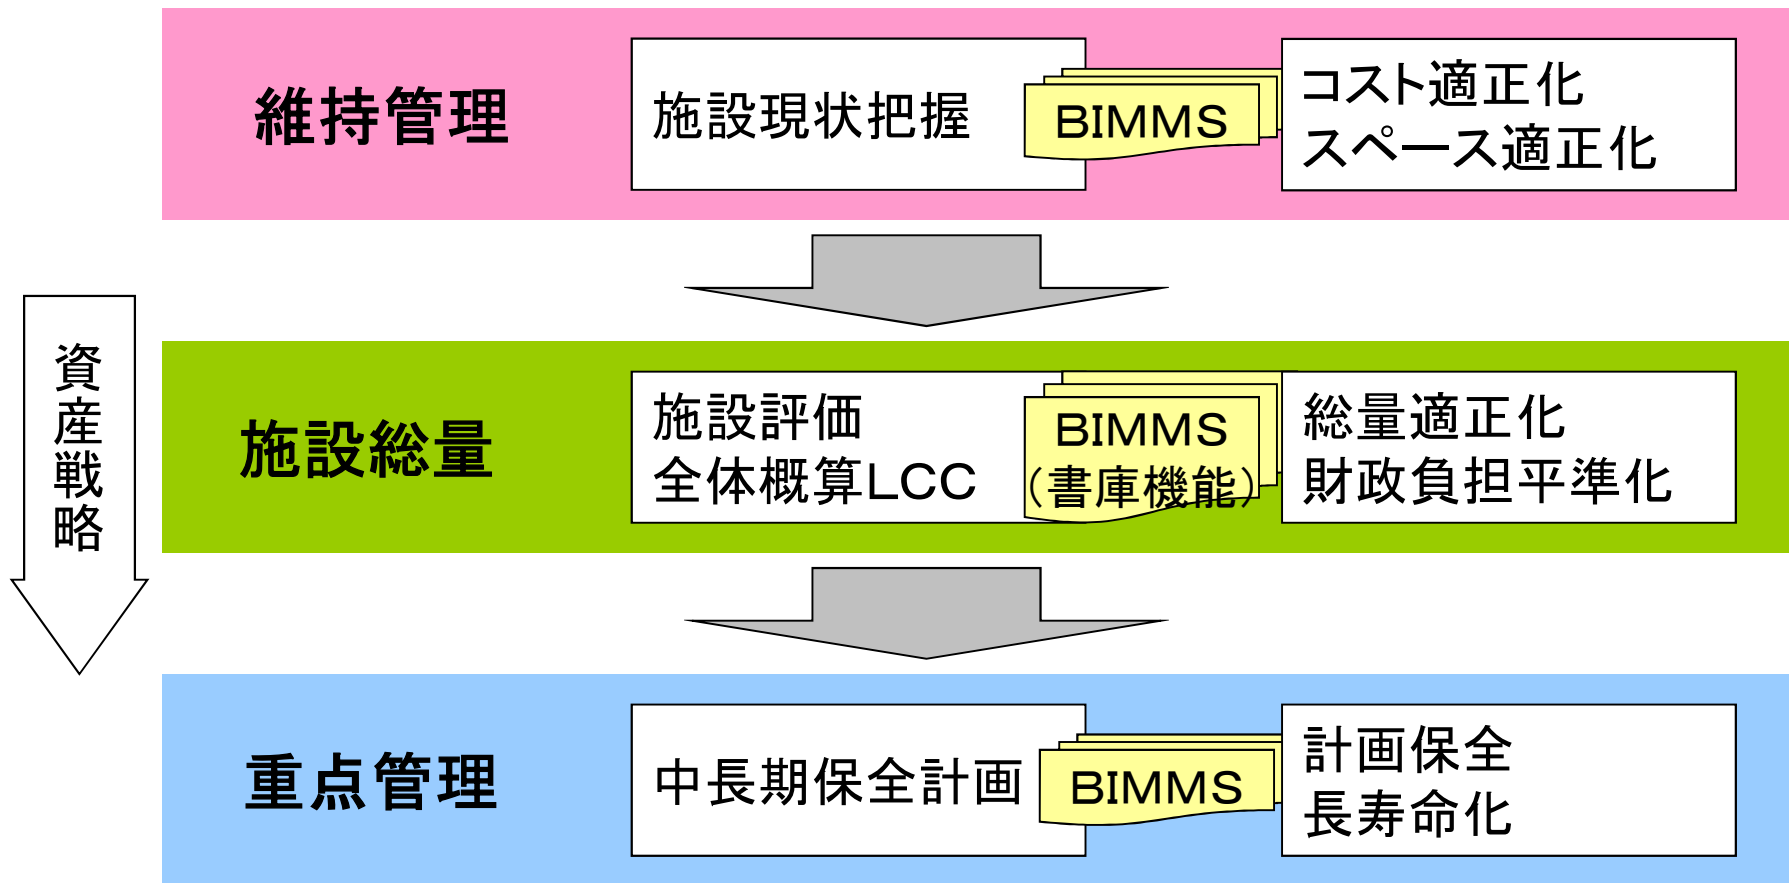 維持管理
施設現状把握
BIMMS
コスト適正化
スペース適正化
資産戦略
施設総量
施設評価
全体概算LCC
BIMMS
（書庫機能）
総量適正化
財政負担平準化
重点管理
中長期保全計画
BIMMS
計画保全
長寿命化